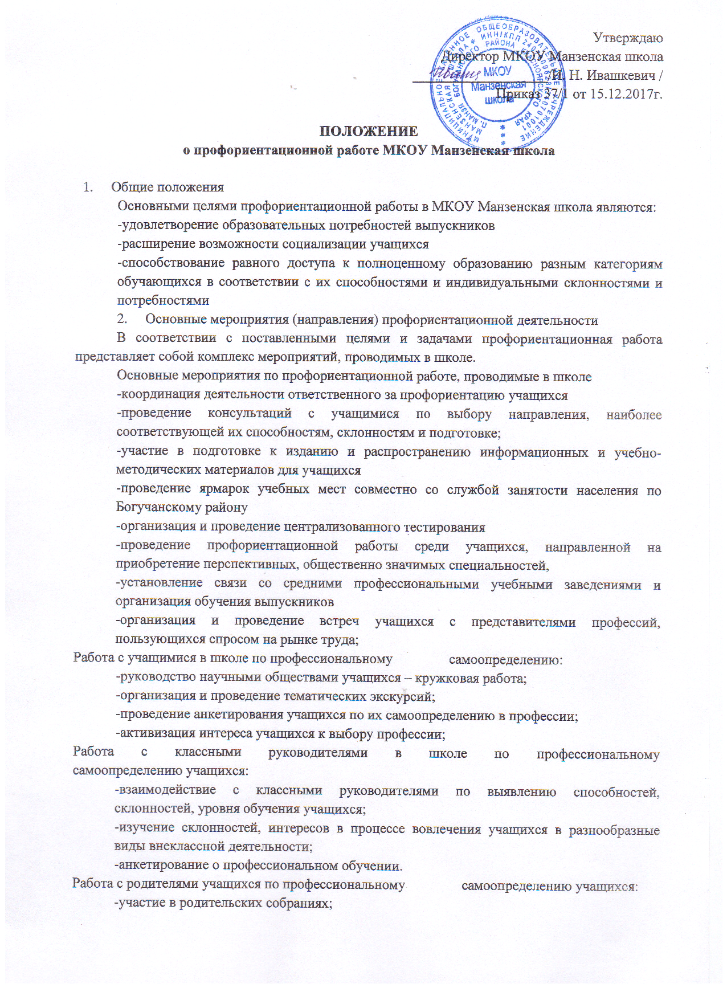 Утверждаю
Директор МКОУ Манзенская школа
/И. Н. Ивашкевич /
Приказ 37/1 от 15.12.2017г.
МКОУ
Манзенская
школа
ПОЛОЖЕНИЕ
о профориентационной работе МКОУ Манзенская школа
1. Общие положения
Основными целями профориентационной работы в МКОУ Манзенская школа являются:
-удовлетворение образовательных потребностей выпускников
-расширение возможности социализации учащихся
-способствование равного доступа к полноценному образованию разным категориям
обучающихся в соответствии с их способностями и индивидуальными склонностями и
потребностями
2. Основные мероприятия (направления) профориентационной деятельности
В соответствии с поставленными целями и задачами профориентационная работа
представляет собой комплекс мероприятий, проводимых в школе.
Основные мероприятия по профориентационной работе, проводимые в школе
-координация деятельности ответственного за профориентацию учащихся
-проведение консультаций с учащимися по выбору направления, наиболее
соответствующей их способностям, склонностям и подготовке;
-участие в подготовке к изданию и распространению информационных и учебно-
методических материалов для учащихся
-проведение ярмарок учебных мест совместно со службой занятости населения по
Богучанскому району
-организация и проведение централизованного тестирования
-проведение профориентационной работы среди учащихся, направленной на
приобретение перспективных, общественно значимых специальностей,
-установление связи со средними профессиональными учебными заведениями и
организация обучения выпускников
-организация и проведение встреч учащихся с представителями профессий,
пользующихся спросом на рынке труда;
Работа с учащимися в школе по профессиональному самоопределению:
-руководство научными обществами учащихся – кружковая работа;
-организация и проведение тематических экскурсий;
-проведение анкетирования учащихся по их самоопределению в профессии;
-активизация интереса учащихся к выбору профессии;
Работа с классными руководителями в школе по профессиональному
самоопределению учащихся:
-взаимодействие с классными руководителями по выявлению способностей,
склонностей, уровня обучения учащихся;
-изучение склонностей, интересов в процессе вовлечения учащихся в разнообразные
виды внеклассной деятельности;
-анкетирование о профессиональном обучении.
Работа с родителями учащихся по профессиональному самоопределению учащихся:
-участие в родительских собраниях;